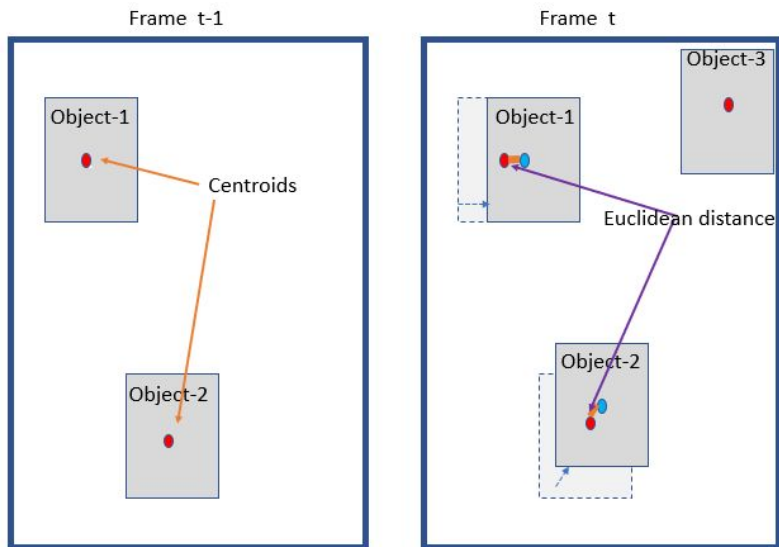 Frame t-1
Frame t
Object-1
Centroids
Object-2
Object-3
Object-1
Euclidean distance
Object-2